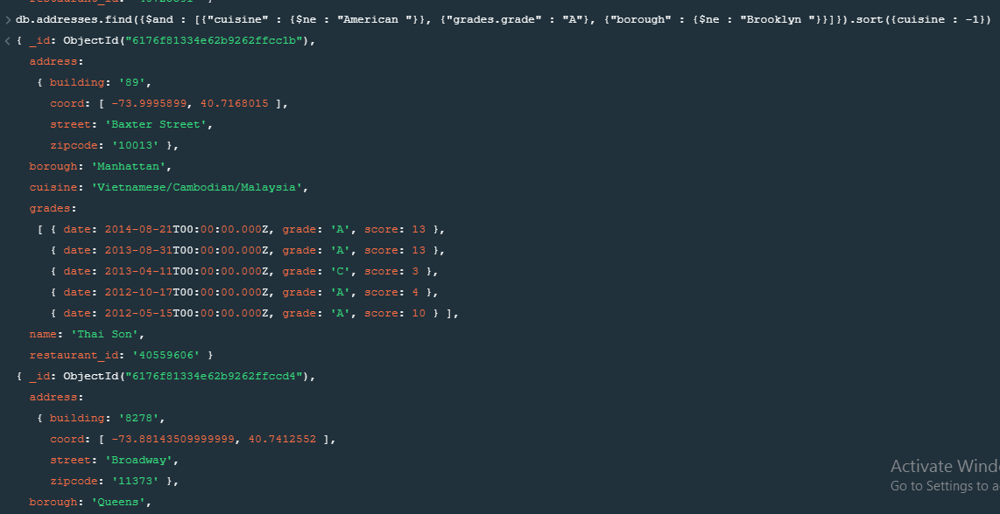 restaurant_id: '40728051' }
> db.addresses.find({$and : [{"cuisine" : {$ne : "American "}}, {"grades.grade" : "A"}, {"borough" : {$ne : "Brooklyn "}}]}).sort({cuisine : -1})
< { _id: ObjectId("6176f81334e62b9262ffcc1b"),
address:
{ building: '89',
coord: [ -73.9995899, 40.7168015 ],
street: 'Baxter Street',
zipcode: '10013' },
borough: 'Manhattan',
cuisine: 'Vietnamese/Cambodian/Malaysia',
grades:
[ { date: 2014-08-21T00:00:00.000Z, grade: 'A', score: 13 },
{ date: 2013-08-31T00:00:00.000Z, grade: 'A', score: 13 },
{ date: 2013-04-11T00:00:00.000Z, grade: 'C', score: 3 },
{ date: 2012-10-17T00:00:00.000Z, grade: 'A', score: 4 },
{ date: 2012-05-15T00:00:00.000Z, grade: 'A', score: 10 } ],
name: 'Thai Son',
restaurant_id: '40559606' }
{ _id: ObjectId("6176f81334e62b9262ffccd4"),
address:
{ building: '8278',
coord: [ -73.88143509999999, 40.7412552 ],
street: 'Broadway',
zipcode: '11373' },
borough: 'Queens',
Activate Wind
Go to Settings to a